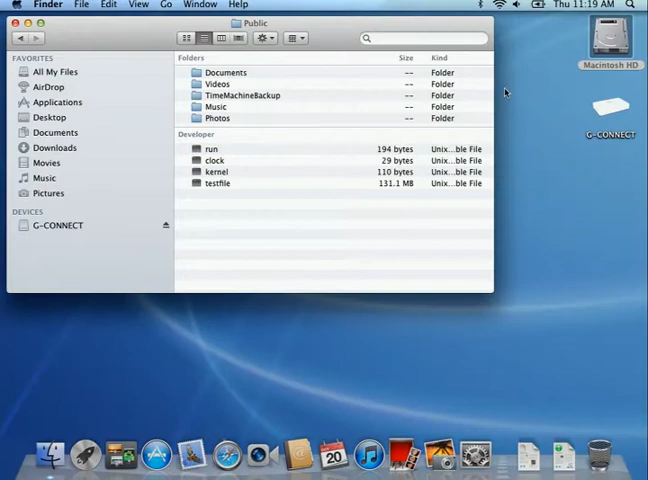 Finder File Edit View Go Window Help Thu 11:19 AM
Public
FAVORITES
All My Files
AirDrop
Applications
Desktop
Documents
Downloads
Movies
Music
Pictures
DEVICES
G-CONNECT
Folders Size Kind
Documents -- Folder
Videos -- Folder
TimeMachineBackup -- Folder
Music -- Folder
Photos -- Folder
Developer
run 194 bytes Unix...ble File
clock 29 bytes Unix...ble File
kernel 110 bytes Unix...ble File
testfile 131.1 MB Unix...ble File
Macintosh HD
G-CONNECT
20